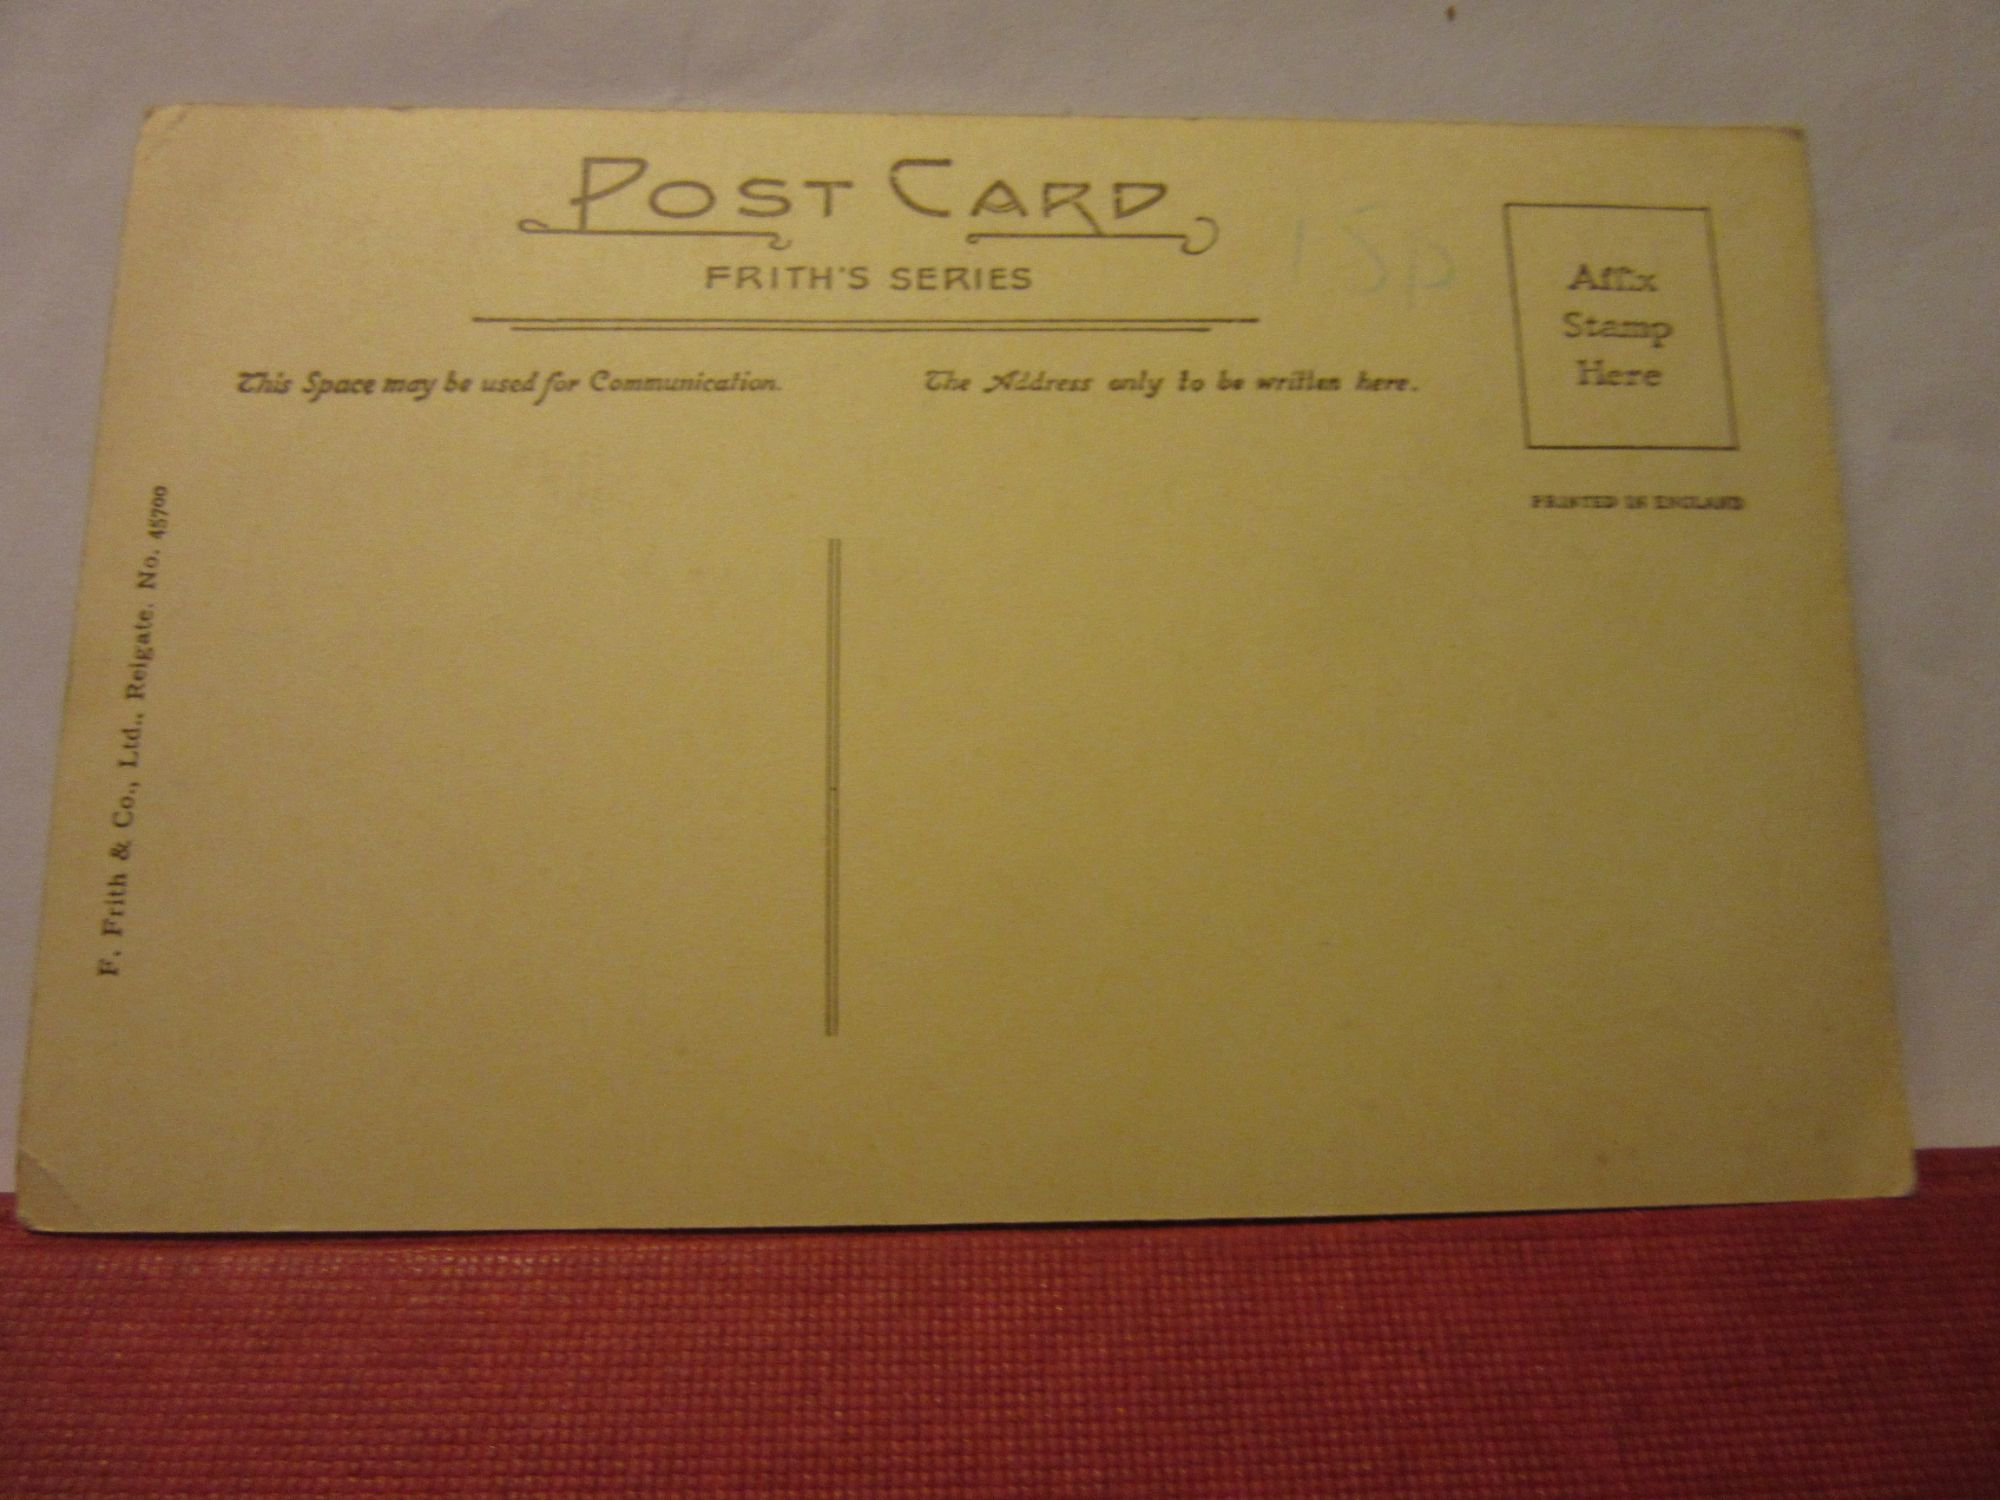 POST CARD
FRITH'S SERIES
15p
This Space may be used for Communication.
The Address only to be written here.
Affix
Stamp
Here
PRINTED IN ENGLAND
F. Frith & Co., Ltd., Reigate. No. 45700